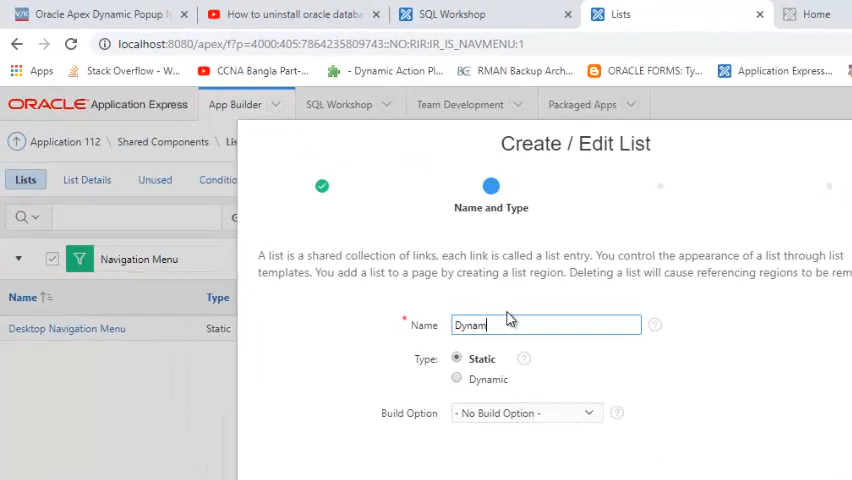 Oracle Apex Dynamic Popup N
How to uninstall oracle datab
SQL Workshop
Lists
Home
localhost:8080/apex/f?p=4000:405:7864235809743::NO:RIR:IR_IS_NAVMENU:1
Apps
Stack Overflow - W...
CCNA Bangla Part-...
- Dynamic Action Pl...
RMAN Backup Arch...
ORACLE FORMS: Ty...
Application Express...
ORACLE Application Express
App Builder
SQL Workshop
Team Development
Packaged Apps
Application 112 \ Shared Components \ Lis
Lists
List Details
Unused
Conditio
Create / Edit List
Name and Type
Navigation Menu
A list is a shared collection of links, each link is called a list entry. You control the appearance of a list through list
templates. You add a list to a page by creating a list region. Deleting a list will cause referencing regions to be rem
Name
Type
Desktop Navigation Menu
Static
* Name
Dynam
Type:
Static
Dynamic
Build Option
- No Build Option -